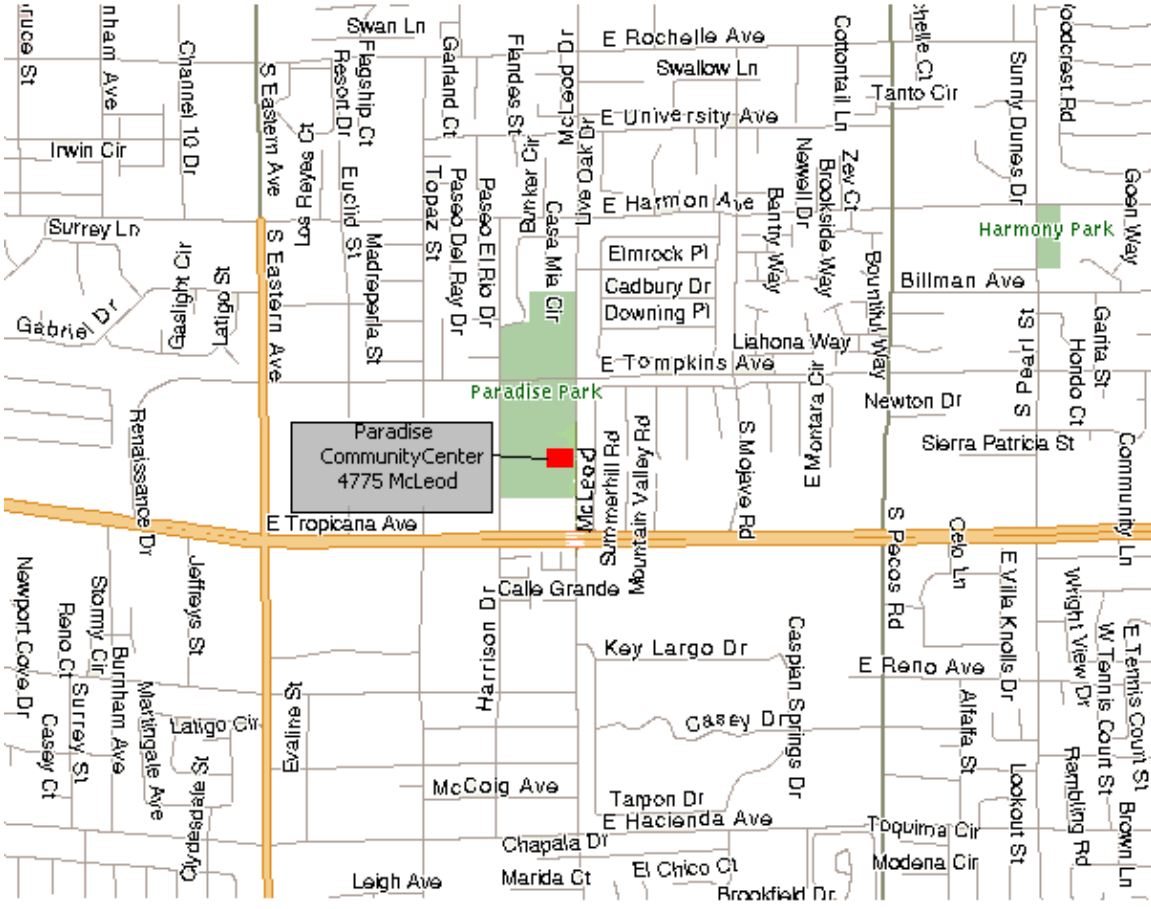 Swan Ln
E Rochelle Ave
Swallow Ln
Tanto Cir
E University Ave
Irwin Cir
ruce St
nham Ave
Channel 10 Dr
S Eastern Ave
Los Reyes Ct
Resort Dr
Flagship Ct
Euclid St
Garland Ct
Flandes St
McLeod Dr
Live Oak Dr
Cottontail Ln
chelle Ct
Sunny Dunes Dr
oodcrest Rd
Goen Way
Surrey Ln
Gabriel Dr
Gaslight Cir
Latigo St
S Eastern Ave
Madreperla St
Topaz St
Paseo Del Ray Dr
Paseo El Rio Dr
Bunker Cir
Casa Mia Cir
E Harmon Ave
Elmrock Pl
Cadbury Dr
Downing Pl
Bantry Way
Newell Dr
Brookside Way
Zev Ct
Bountiful Way
Liahona Way
Harmony Park
Billman Ave
E Tompkins Ave
Paradise Park
Newton Dr
Sierra Patricia St
S Pearl St
Hondo Ct
Garita St
Community Ln
Renaissance Dr
Paradise
CommunityCenter
4775 McLeod
McLeod
Summerhill Rd
Mountain Valley Rd
S Mojave Rd
E Montara Cir
E Tropicana Ave
S Pecos Rd
Celo Ln
E Villa Knolls Dr
Wright View Dr
W Tennis Court St
E Tennis Court St
Newport Cove Dr
Reno Ct
Stormy Cir
Jeffreys St
Calle Grande
Harrison Dr
Key Largo Dr
Caspian Springs Dr
E Reno Ave
Casey Ct
Surrey St
Burnham Ave
Martingale Ave
Latigo Cir
Clydesdale St
Evaline St
Casey Dr
Alfalfa St
Lookout St
Rambling Rd
Brown Ln
McCoig Ave
Tarpon Dr
E Hacienda Ave
Toquima Cir
Chapala Dr
Modena Cir
El Chico Ct
Leigh Ave
Marida Ct
Brookfield Dr